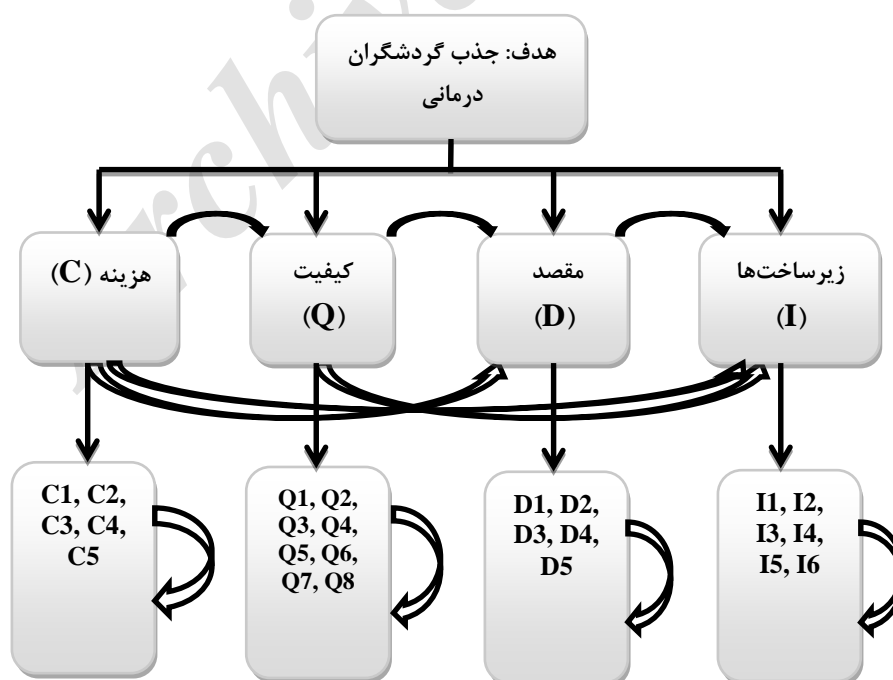 هدف: جذب گردشگران
درمانی
هزینه (C)
کیفیت
(Q)
مقصد
(D)
زیرساخت‌ها
(I)
C1, C2,
C3, C4,
C5
Q1, Q2,
Q3, Q4,
Q5, Q6,
Q7, Q8
D1, D2,
D3, D4,
D5
I1, I2,
I3, I4,
I5, I6